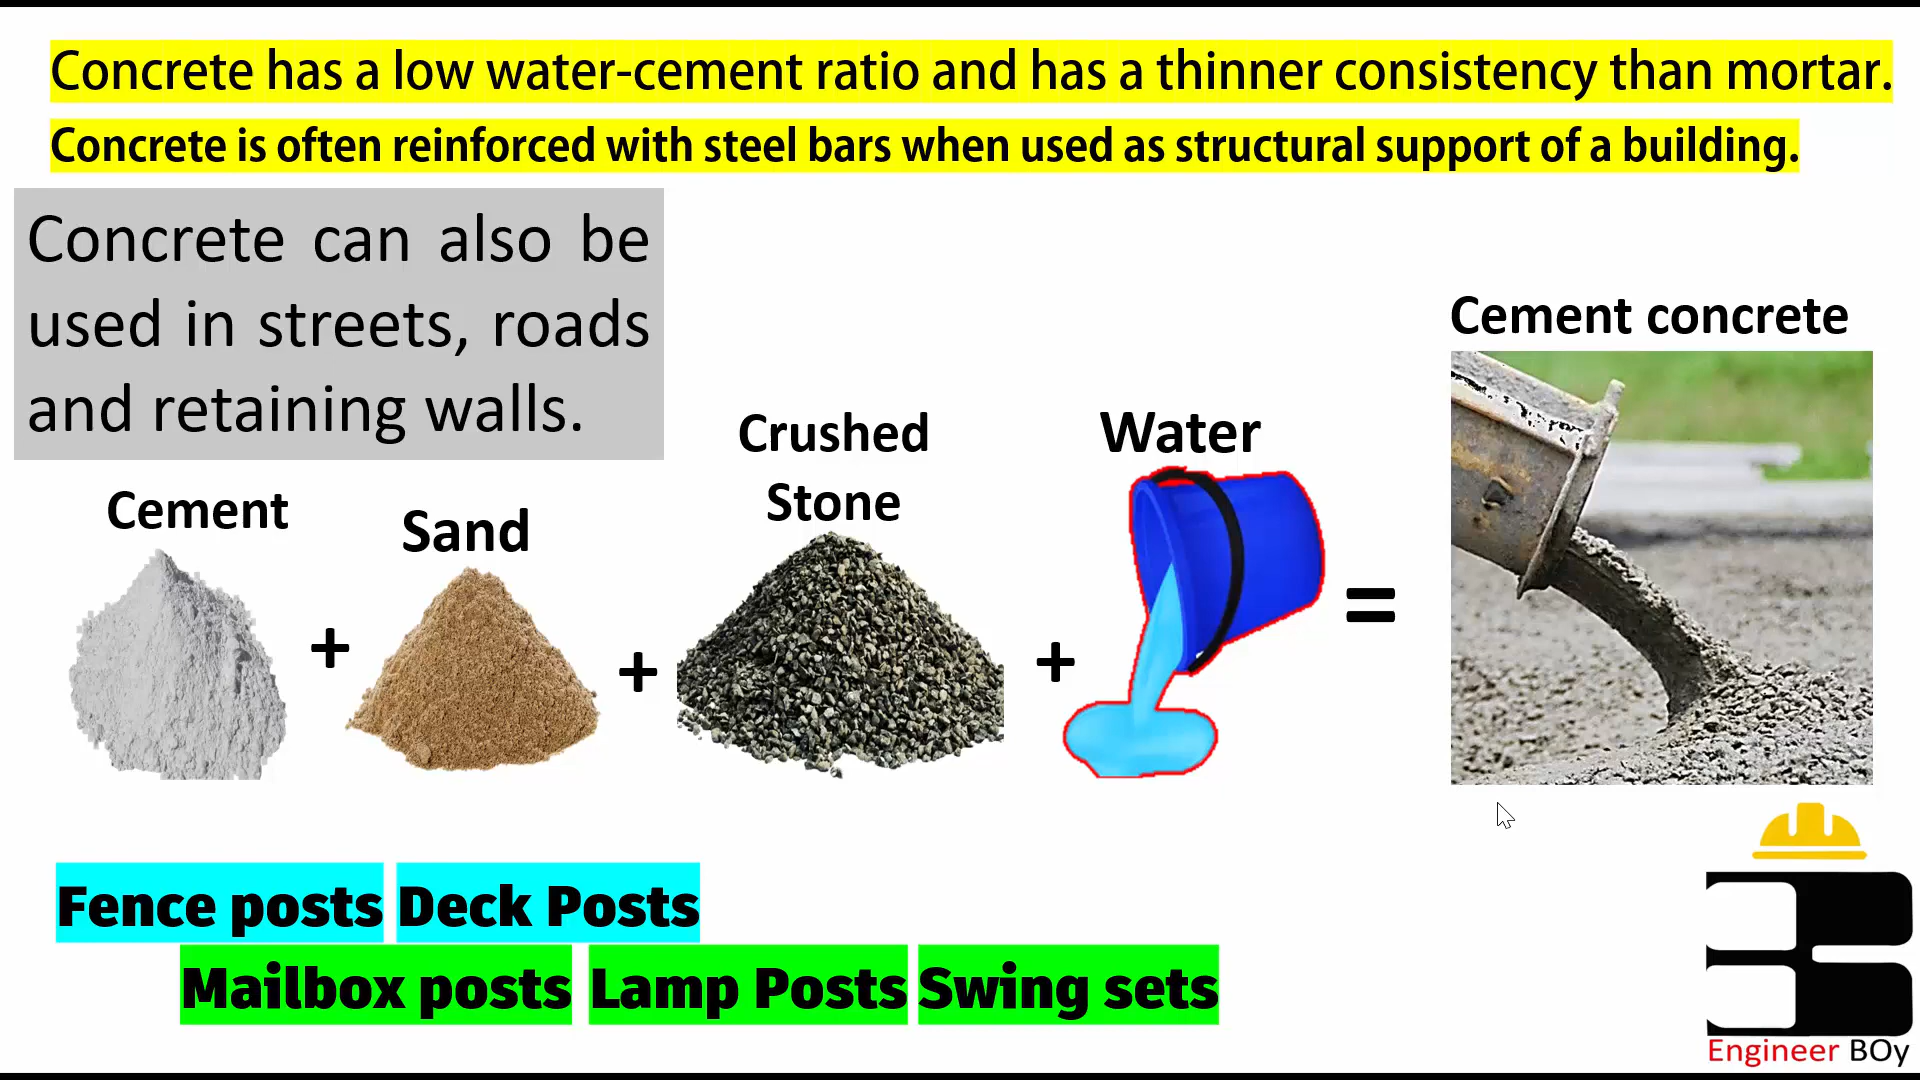 Concrete has a low water-cement ratio and has a thinner consistency than mortar.
Concrete is often reinforced with steel bars when used as structural support of a building.
Concrete can also be
used in streets, roads
and retaining walls.
Cement concrete
Crushed
Stone
Water
Cement
Sand
+
+
+
=
Fence posts Deck Posts
Mailbox posts Lamp Posts Swing sets
Engineer BOy